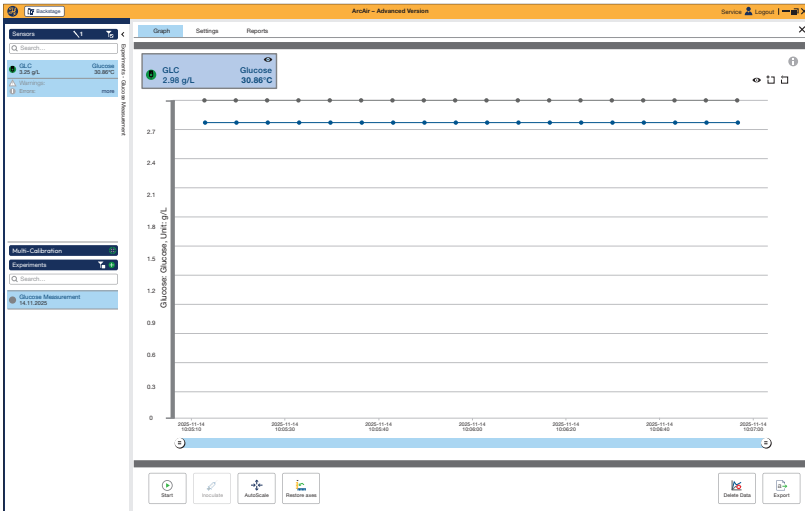 Backstage
ArcAir – Advanced Version
Service Logout
Sensors 1
Search...
GLC Glucose
3.25 g/L 30.86°C
Warnings:
Errors: more
Experiments - Glucose Measurement
Multi-Calibration
Experiments
Search...
Glucose Measurement
14.11.2025
Graph Settings Reports
GLC Glucose
2.98 g/L 30.86°C
Glucose: Glucose, Unit: g/L
2.7
2.4
2.1
1.8
1.5
1.2
0.9
0.6
0.3
0
2025-11-14 2025-11-14 2025-11-14 2025-11-14 2025-11-14 2025-11-14 2025-11-14
10:05:10 10:05:30 10:05:40 10:06:00 10:06:20 10:06:40 10:07:00
Start Inoculate AutoScale Restore axes Delete Data Export